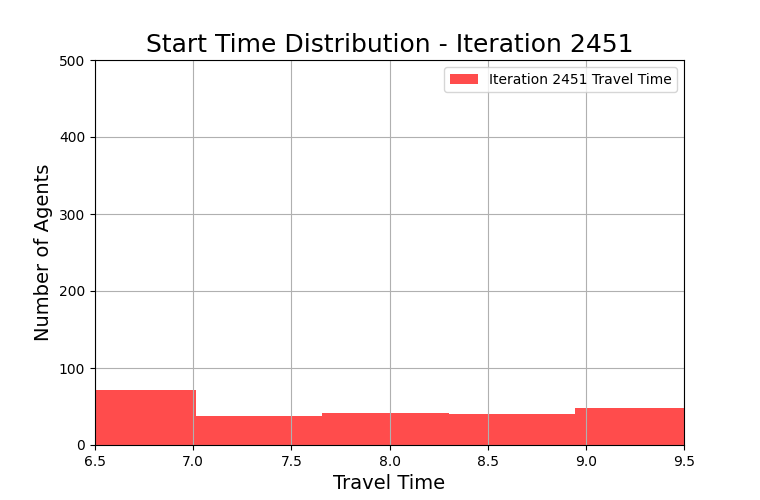 Start Time Distribution - Iteration 2451
Iteration 2451 Travel Time
Number of Agents
500
400
300
200
100
0
6.5 7.0 7.5 8.0 8.5 9.0 9.5
Travel Time